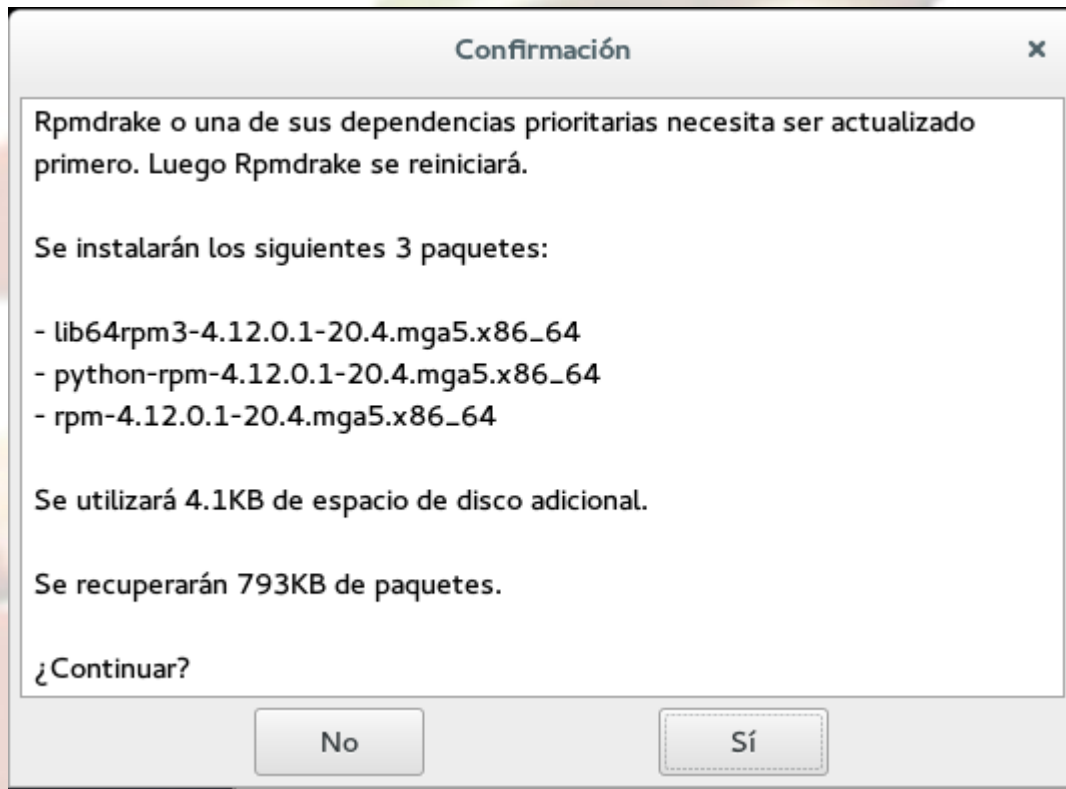 Confirmación
Rpmdrake o una de sus dependencias prioritarias necesita ser actualizado
primero. Luego Rpmdrake se reiniciará.
Se instalarán los siguientes 3 paquetes:
- lib64rpm3-4.12.0.1-20.4.mga5.x86_64
- python-rpm-4.12.0.1-20.4.mga5.x86_64
- rpm-4.12.0.1-20.4.mga5.x86_64
Se utilizará 4.1KB de espacio de disco adicional.
Se recuperarán 793KB de paquetes.
¿Continuar?
No
Sí